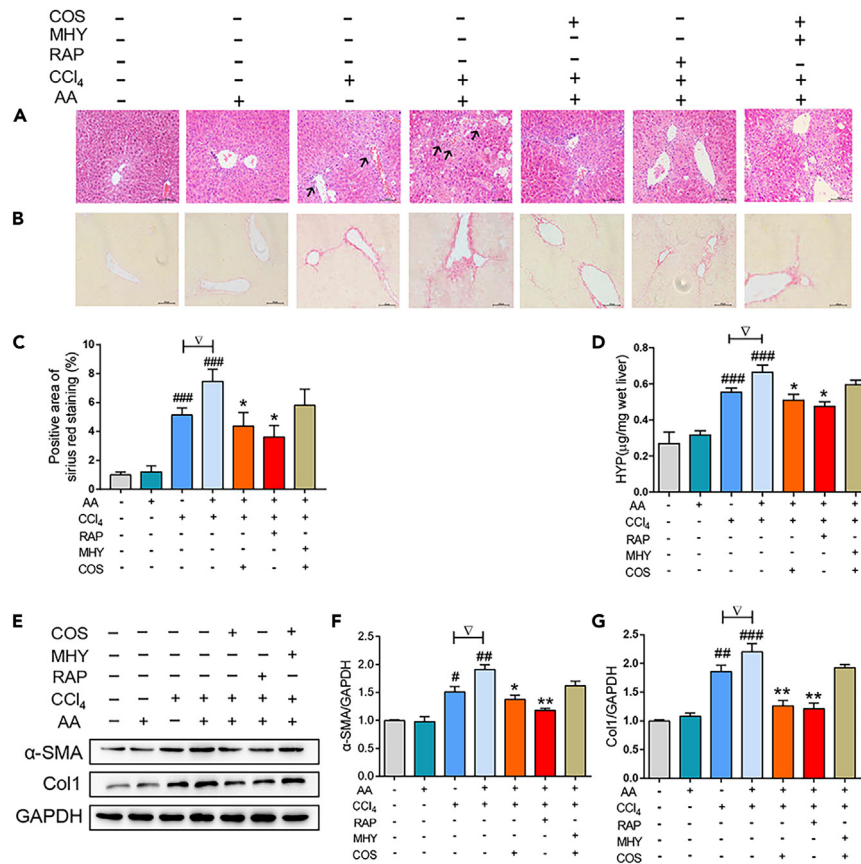 COS – – – – + – +
MHY – – – – – – +
RAP – – – – – + –
CCl4 – – + + + + +
AA – + – + + + +
A
B
C
Positive area of
sirius red staining (%)
10
8
6
4
2
0
###
∇
###
*
*
AA - + - + + + +
CCl4 - - + + + + +
RAP - - - - - + -
MHY - - - - - - +
COS - - - - + - +
D
HYP(μg/mg wet liver)
0.9
0.6
0.3
0.0
###
∇
###
*
*
AA - + - + + + +
CCl4 - - + + + + +
RAP - - - - - + -
MHY - - - - - - +
COS - - - - + - +
E
COS – – – – + – +
MHY – – – – – – +
RAP – – – – – + –
CCl4 – – + + + + +
AA – + – + + + +
α-SMA
Col1
GAPDH
F
α-SMA/GAPDH
2.5
2.0
1.5
1.0
0.5
0.0
#
∇
##
*
**
AA - + - + + + +
CCl4 - - + + + + +
RAP - - - - - + -
MHY - - - - - - +
COS - - - - + - +
G
Col1/GAPDH
2.5
2.0
1.5
1.0
0.5
0.0
##
∇
###
**
**
AA - + - + + + +
CCl4 - - + + + + +
RAP - - - - - + -
MHY - - - - - - +
COS - - - - + - +